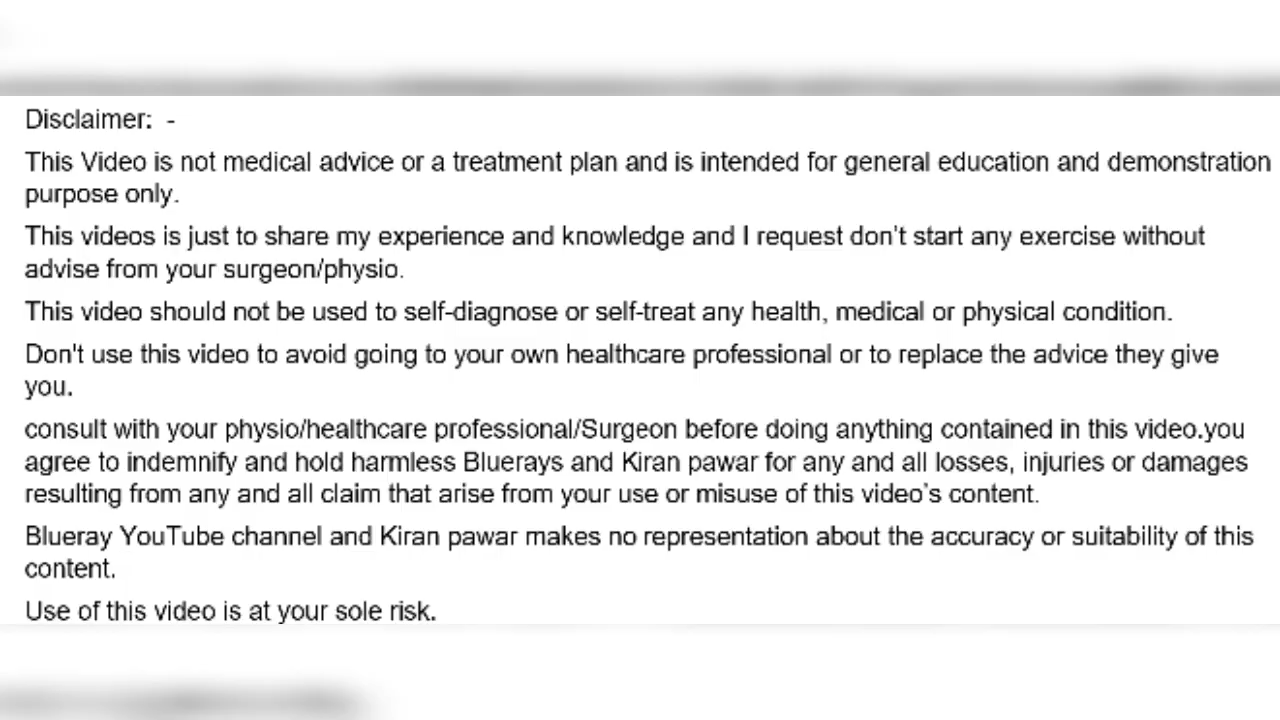 Disclaimer:  -
This Video is not medical advice or a treatment plan and is intended for general education and demonstration
purpose only.
This videos is just to share my experience and knowledge and I request don't start any exercise without
advise from your surgeon/physio.
This video should not be used to self-diagnose or self-treat any health, medical or physical condition.
Don't use this video to avoid going to your own healthcare professional or to replace the advice they give
you.
consult with your physio/healthcare professional/Surgeon before doing anything contained in this video.you
agree to indemnify and hold harmless Bluerays and Kiran pawar for any and all losses, injuries or damages
resulting from any and all claim that arise from your use or misuse of this video's content.
Blueray YouTube channel and Kiran pawar makes no representation about the accuracy or suitability of this
content.
Use of this video is at your sole risk.